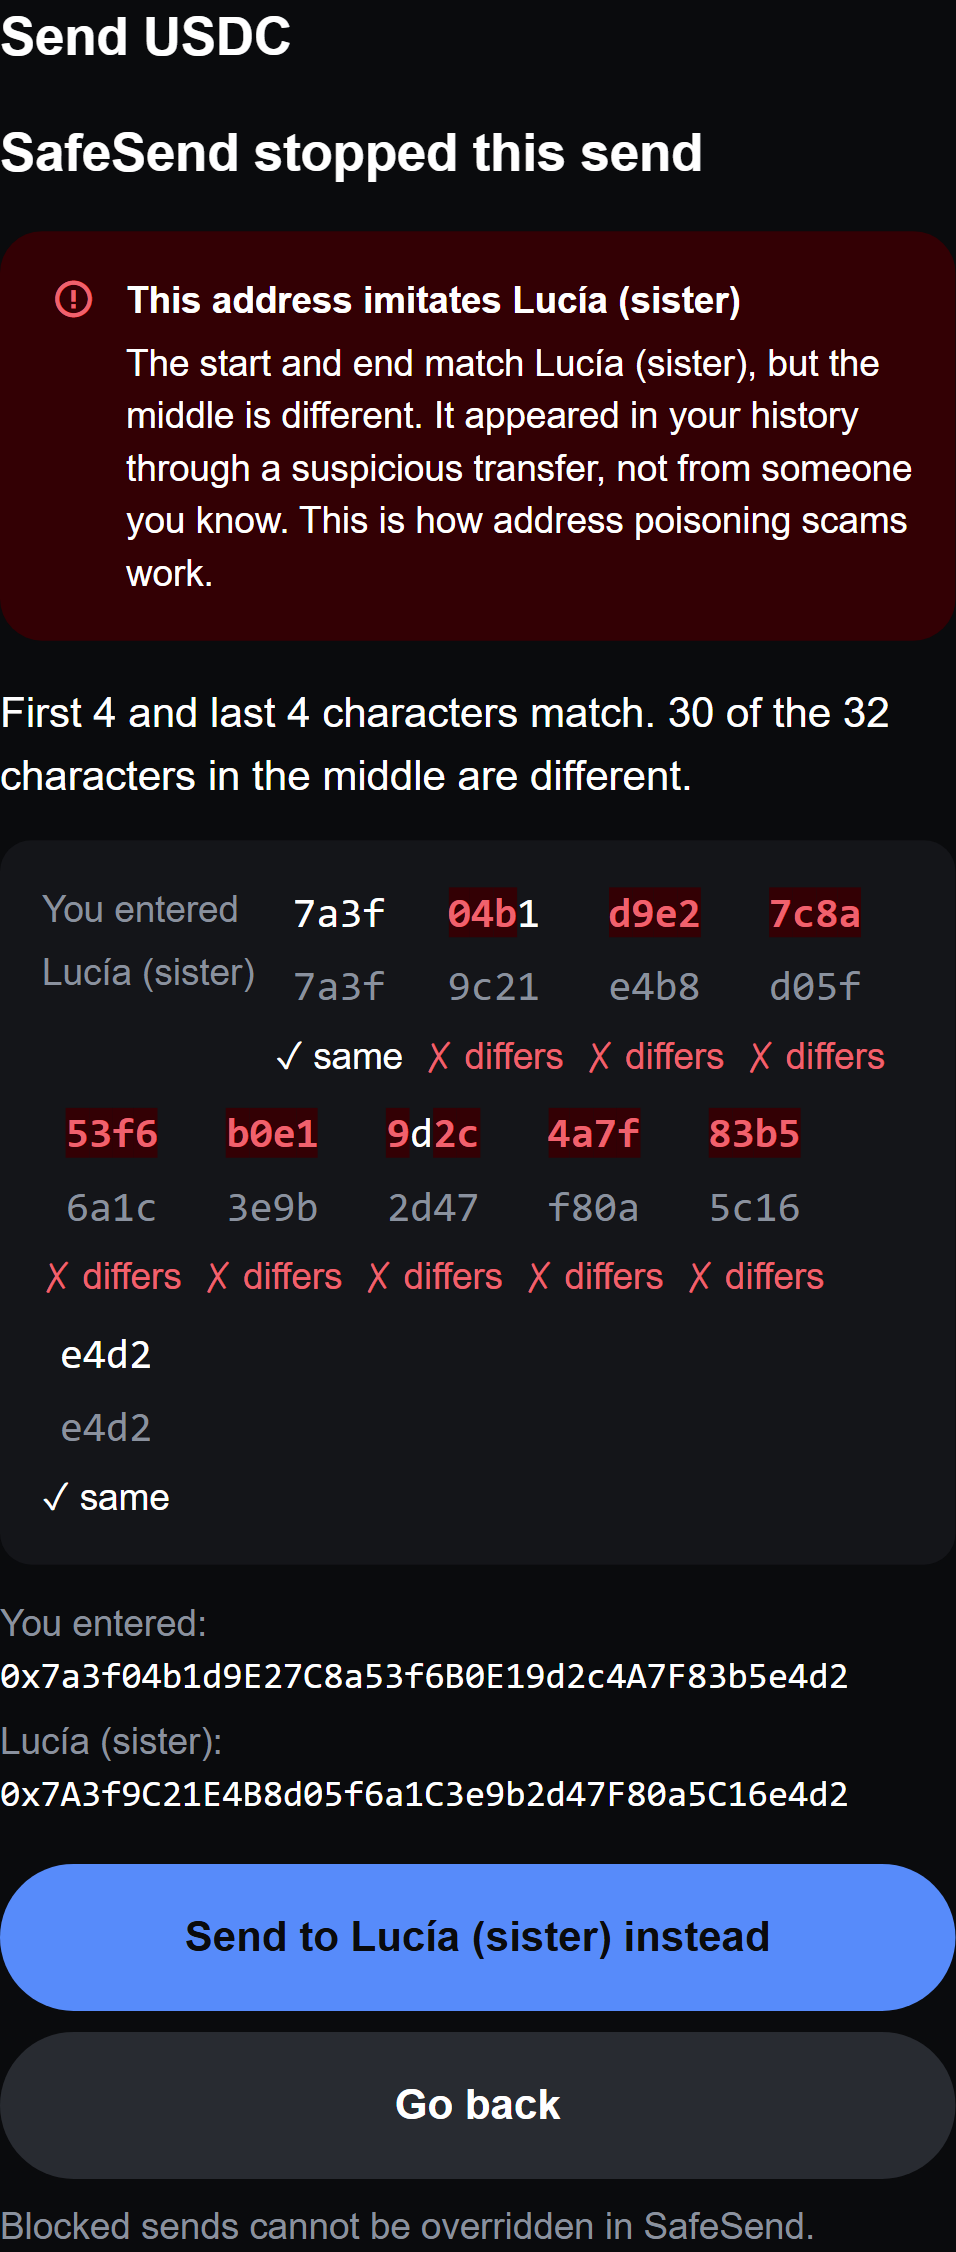 Send USDC
SafeSend stopped this send
This address imitates Lucía (sister)
The start and end match Lucía (sister), but the
middle is different. It appeared in your history
through a suspicious transfer, not from someone
you know. This is how address poisoning scams
work.
First 4 and last 4 characters match. 30 of the 32
characters in the middle are different.
You entered 7a3f 04b1 d9e2 7c8a
Lucía (sister) 7a3f 9c21 e4b8 d05f
✓ same ✗ differs ✗ differs ✗ differs
53f6 b0e1 9d2c 4a7f 83b5
6a1c 3e9b 2d47 f80a 5c16
✗ differs ✗ differs ✗ differs ✗ differs ✗ differs
e4d2
e4d2
✓ same
You entered:
0x7a3f04b1d9E27C8a53f6B0E19d2c4A7F83b5e4d2
Lucía (sister):
0x7A3f9C21E4B8d05f6a1C3e9b2d47F80a5C16e4d2
Send to Lucía (sister) instead
Go back
Blocked sends cannot be overridden in SafeSend.